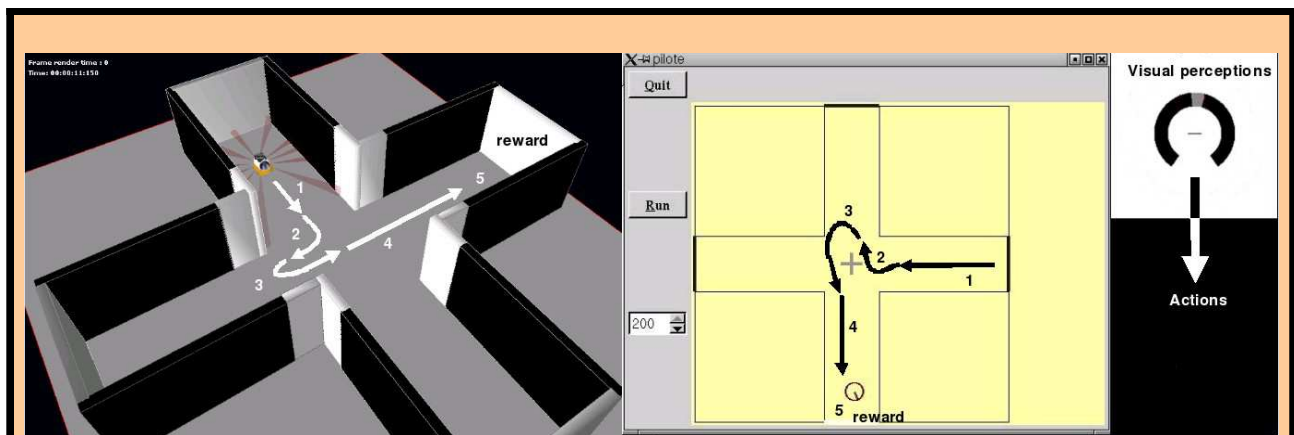 Frame render time : 0
Time: 00:00:11:150
reward
1
2
3
4
5
pilote
Quit
Run
200
3
2
1
4
5
reward
Visual perceptions
Actions